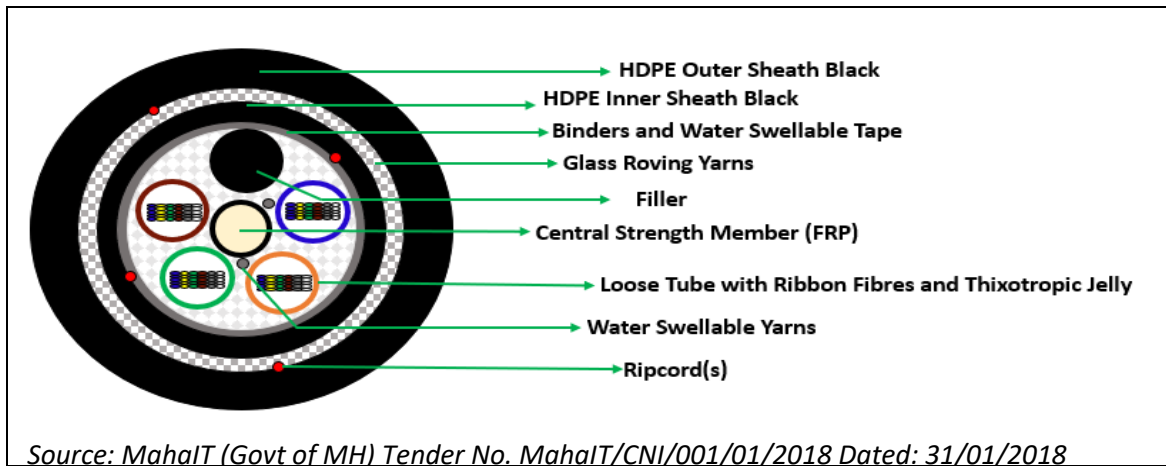 HDPE Outer Sheath Black
HDPE Inner Sheath Black
Binders and Water Swellable Tape
Glass Roving Yarns
Filler
Central Strength Member (FRP)
Loose Tube with Ribbon Fibres and Thixotropic Jelly
Water Swellable Yarns
Ripcord(s)
Source: MahaIT (Govt of MH) Tender No. MahaIT/CNI/001/01/2018 Dated: 31/01/2018